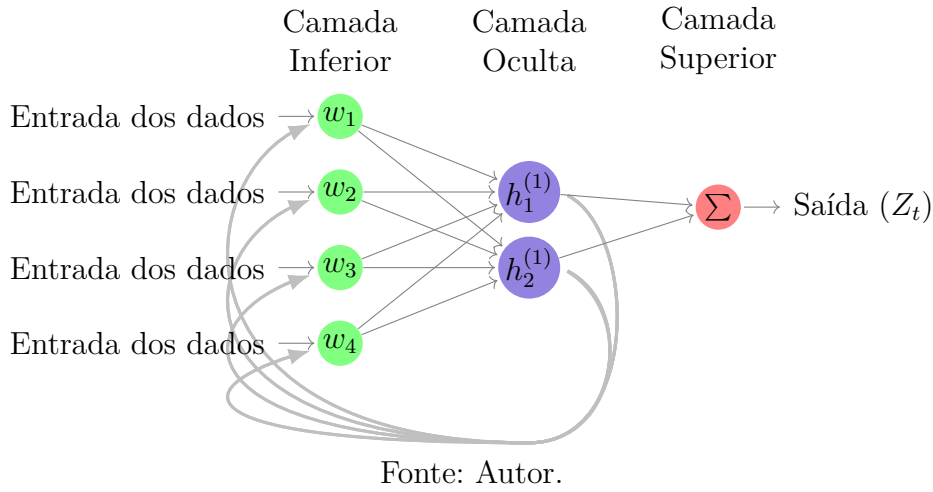 Camada Inferior
Camada Oculta
Camada Superior
Entrada dos dados w₁
Entrada dos dados w₂
Entrada dos dados w₃
Entrada dos dados w₄
h₁⁽¹⁾
h₂⁽¹⁾
∑
Saída (Zₜ)
Fonte: Autor.